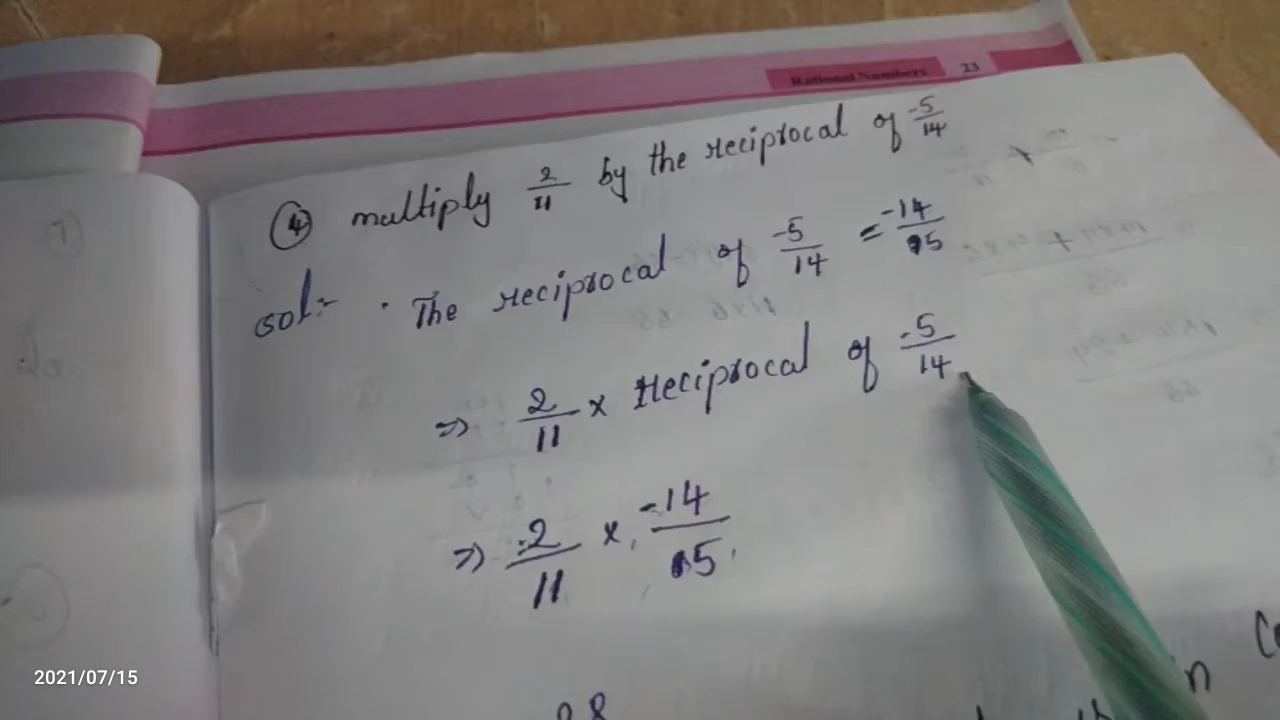 Rational Numbers 23
④ multiply 2/11 by the reciprocal of -5/14
Sol:- . The reciprocal of -5/14 = -14/5
⇒ 2/11 × Reciprocal of -5/14
⇒ 2/11 × -14/5
28
2021/07/15